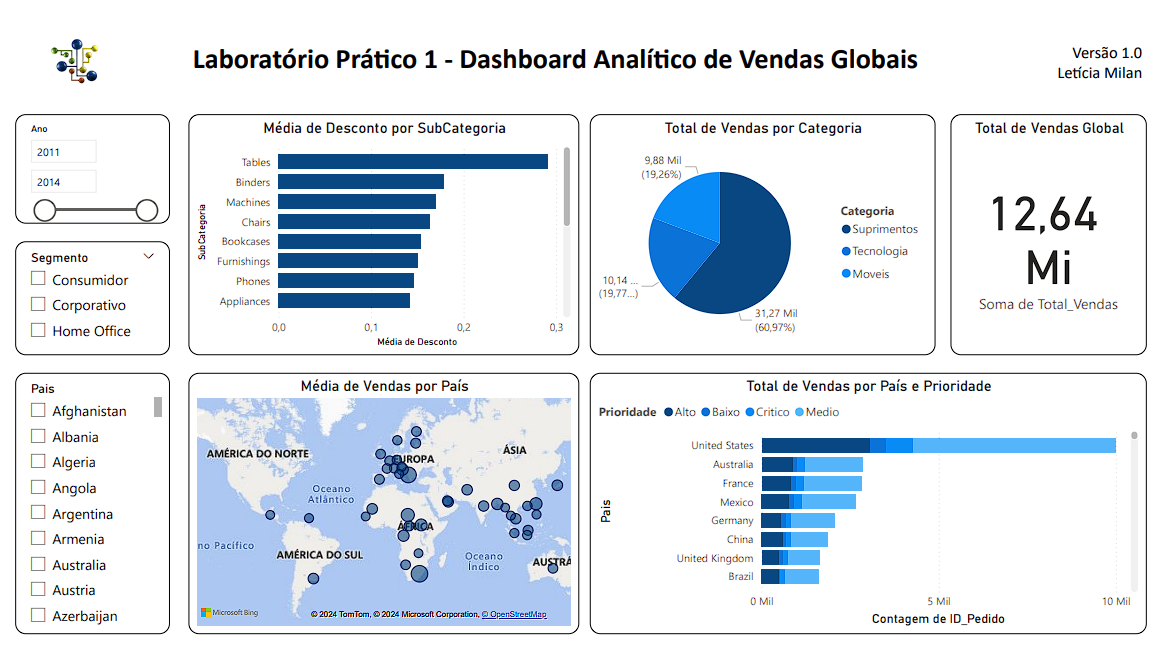 Laboratório Prático 1 - Dashboard Analítico de Vendas Globais
Versão 1.0
Letícia Milan
Ano
2011
2014
Segmento
Consumidor
Corporativo
Home Office
Pais
Afghanistan
Albania
Algeria
Angola
Argentina
Armenia
Australia
Austria
Azerbaijan
Média de Desconto por SubCategoria
SubCategoria
Tables
Binders
Machines
Chairs
Bookcases
Furnishings
Phones
Appliances
0,0 0,1 0,2 0,3
Média de Desconto
Total de Vendas por Categoria
9,88 Mil
(19,26%)
10,14 ...
(19,77...)
31,27 Mil
(60,97%)
Categoria
Suprimentos
Tecnologia
Moveis
Total de Vendas Global
12,64
Mi
Soma de Total_Vendas
Média de Vendas por País
AMÉRICA DO NORTE
EUROPA
ÁSIA
Oceano
Atlântico
ÁFRICA
no Pacífico
AMÉRICA DO SUL
Oceano
Índico
AUSTRÁ
Microsoft Bing
© 2024 TomTom, © 2024 Microsoft Corporation, © OpenStreetMap
Total de Vendas por País e Prioridade
Prioridade Alto Baixo Critico Medio
Pais
United States
Australia
France
Mexico
Germany
China
United Kingdom
Brazil
0 Mil 5 Mil 10 Mil
Contagem de ID_Pedido